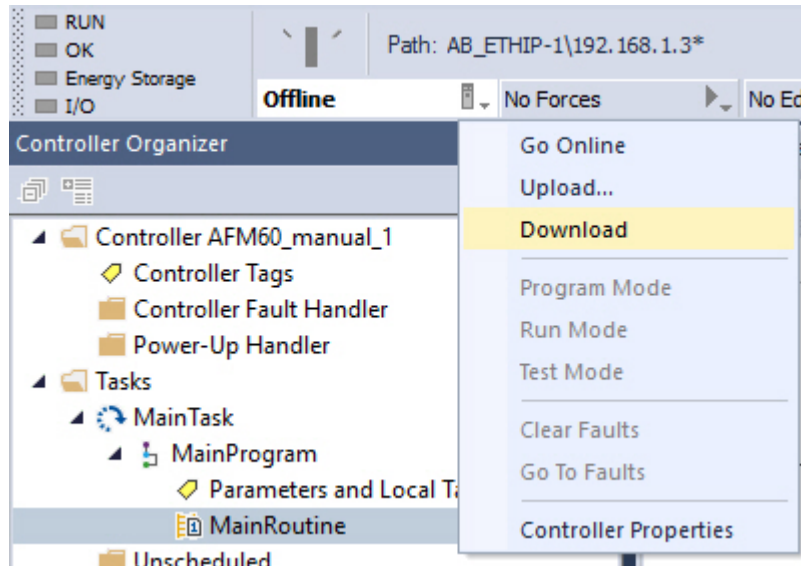 RUN
OK
Energy Storage
I/O
Path: AB_ETHIP-1\192.168.1.3*
Offline
No Forces
No
Controller Organizer
Go Online
Upload...
Download
Program Mode
Run Mode
Test Mode
Clear Faults
Go To Faults
Controller Properties
Controller AFM60_manual_1
Controller Tags
Controller Fault Handler
Power-Up Handler
Tasks
MainTask
MainProgram
Parameters and Local
MainRoutine
Unscheduled